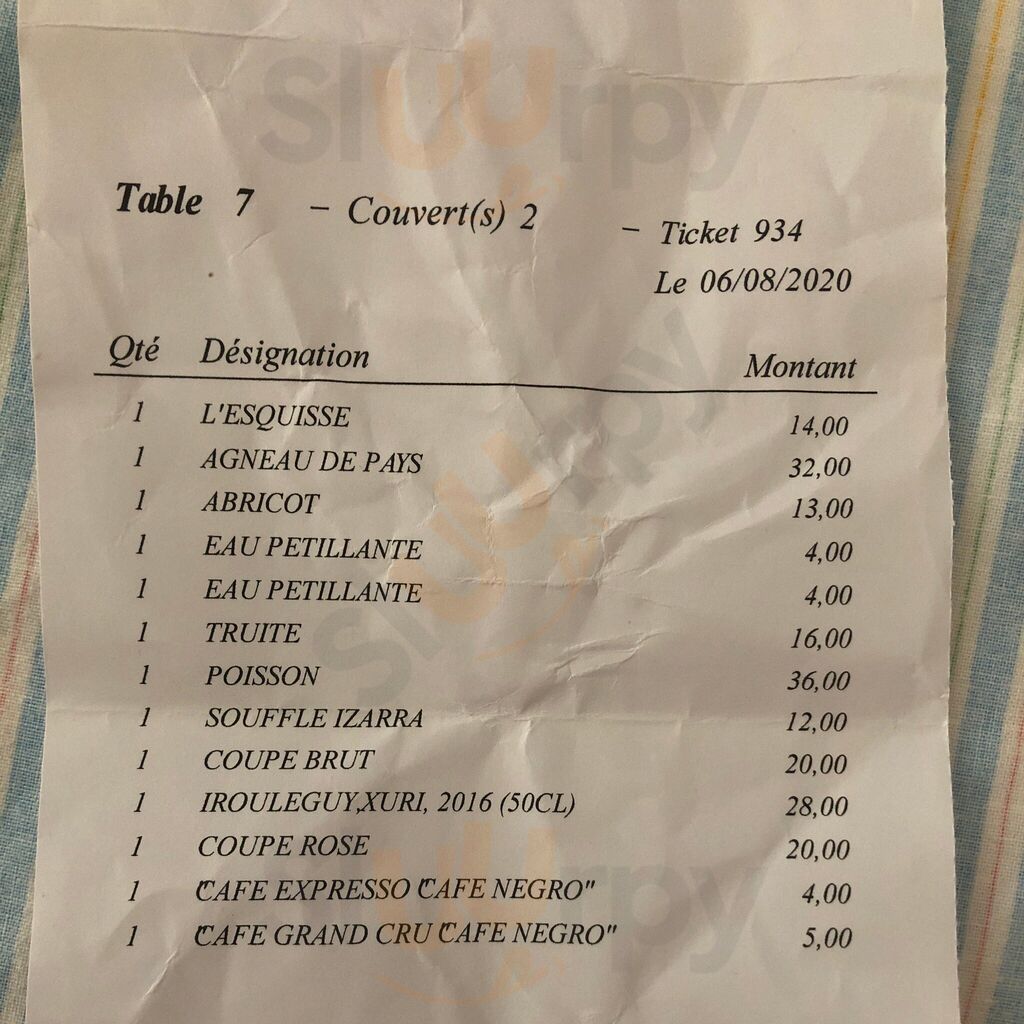 Sluurpy
Table 7 - Couvert(s) 2 - Ticket 934
Le 06/08/2020
Qté Désignation Montant
1 L'ESQUISSE 14,00
1 AGNEAU DE PAYS 32,00
1 ABRICOT 13,00
1 EAU PETILLANTE 4,00
1 EAU PETILLANTE 4,00
Sluurpy
1 TRUITE 16,00
1 POISSON 36,00
1 SOUFFLE IZARRA 12,00
1 COUPE BRUT 20,00
1 IROULEGUY,XURI, 2016 (50CL) 28,00
1 COUPE ROSE 20,00
1 "CAFE EXPRESSO "CAFE NEGRO" 4,00
1 "CAFE GRAND CRU "CAFE NEGRO" 5,00
Sluurpy